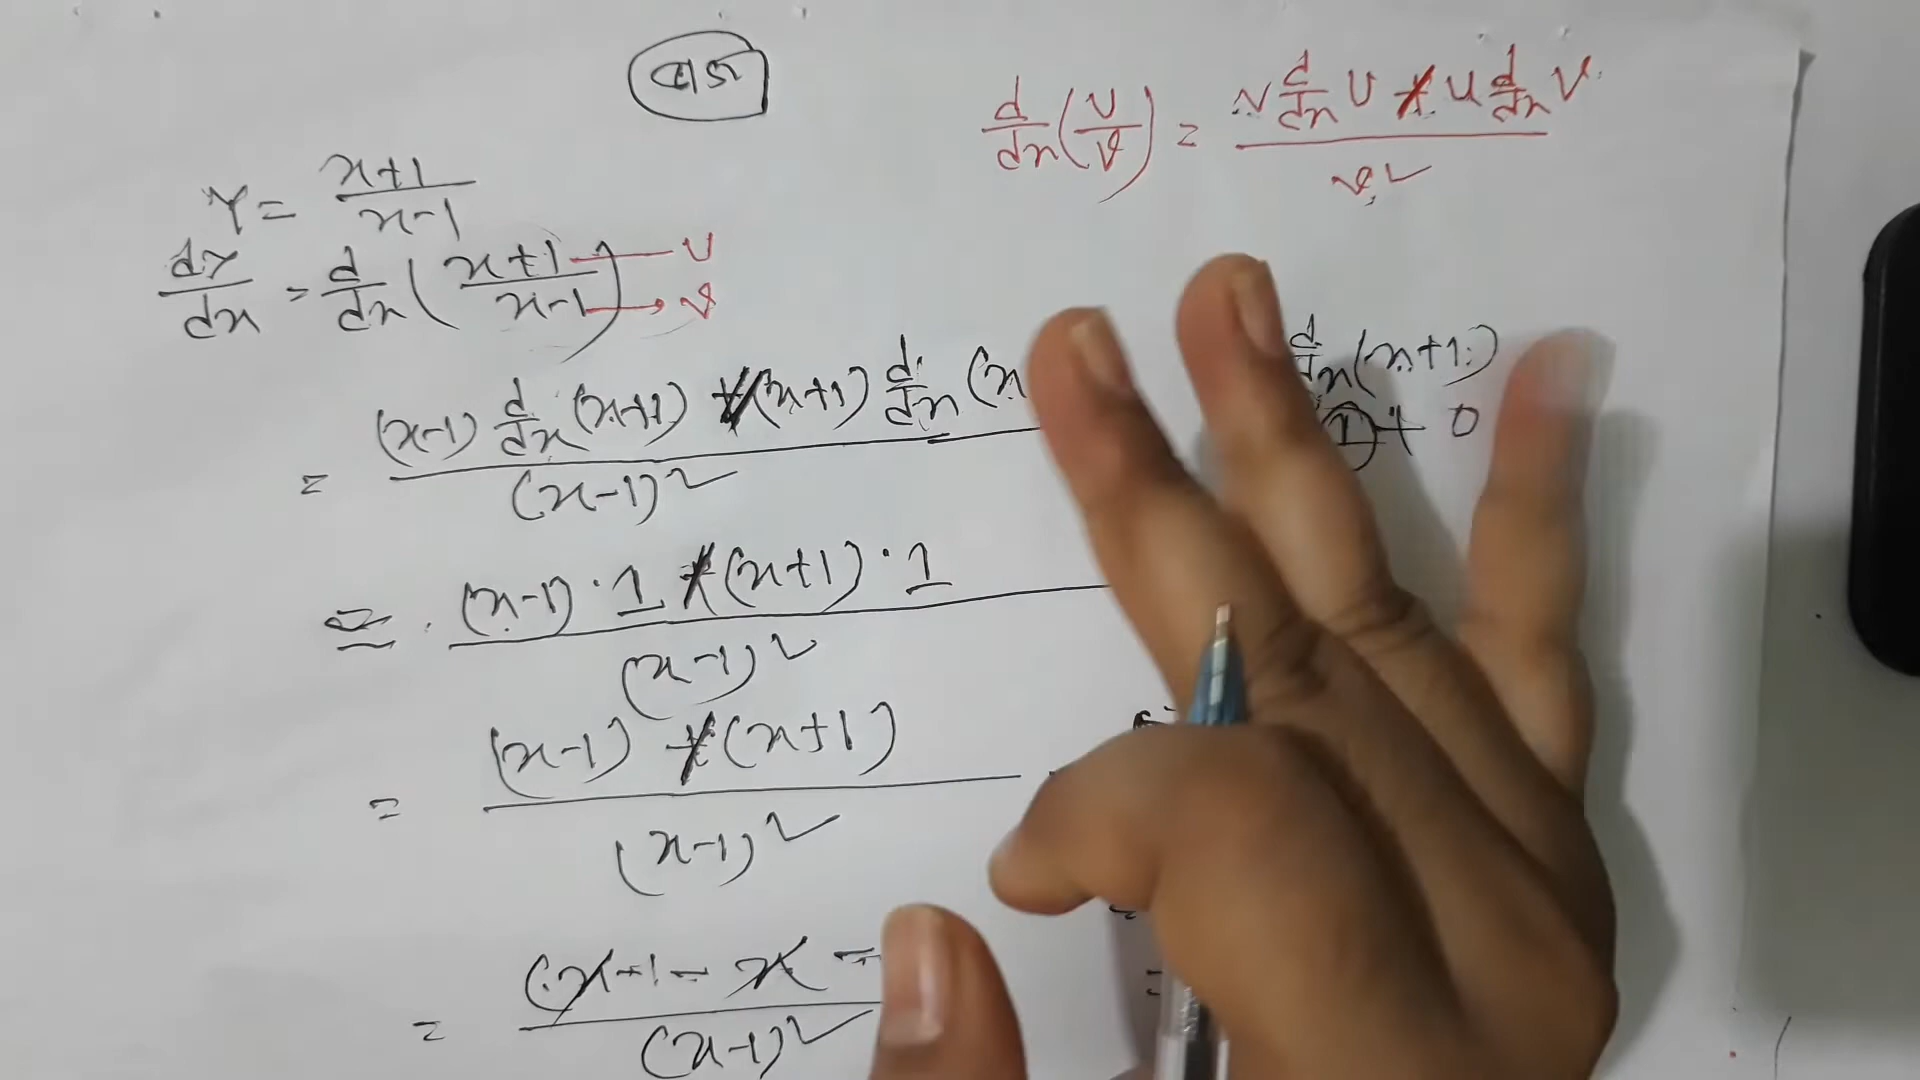 বাজ
d/dx (U/V) = V d/dx U - U d/dx V / V²
Y = x+1 / x-1
dy/dx = d/dx (x+1 / x-1) U V
= (x-1) d/dx (x+1) - (x+1) d/dx (x / (x-1)²
d/dx (x+1)
1 + 0
= (x-1) · 1 - (x+1) · 1 / (x-1)²
= (x-1) - (x+1) / (x-1)²
= (x-1 - x - / (x-1)²